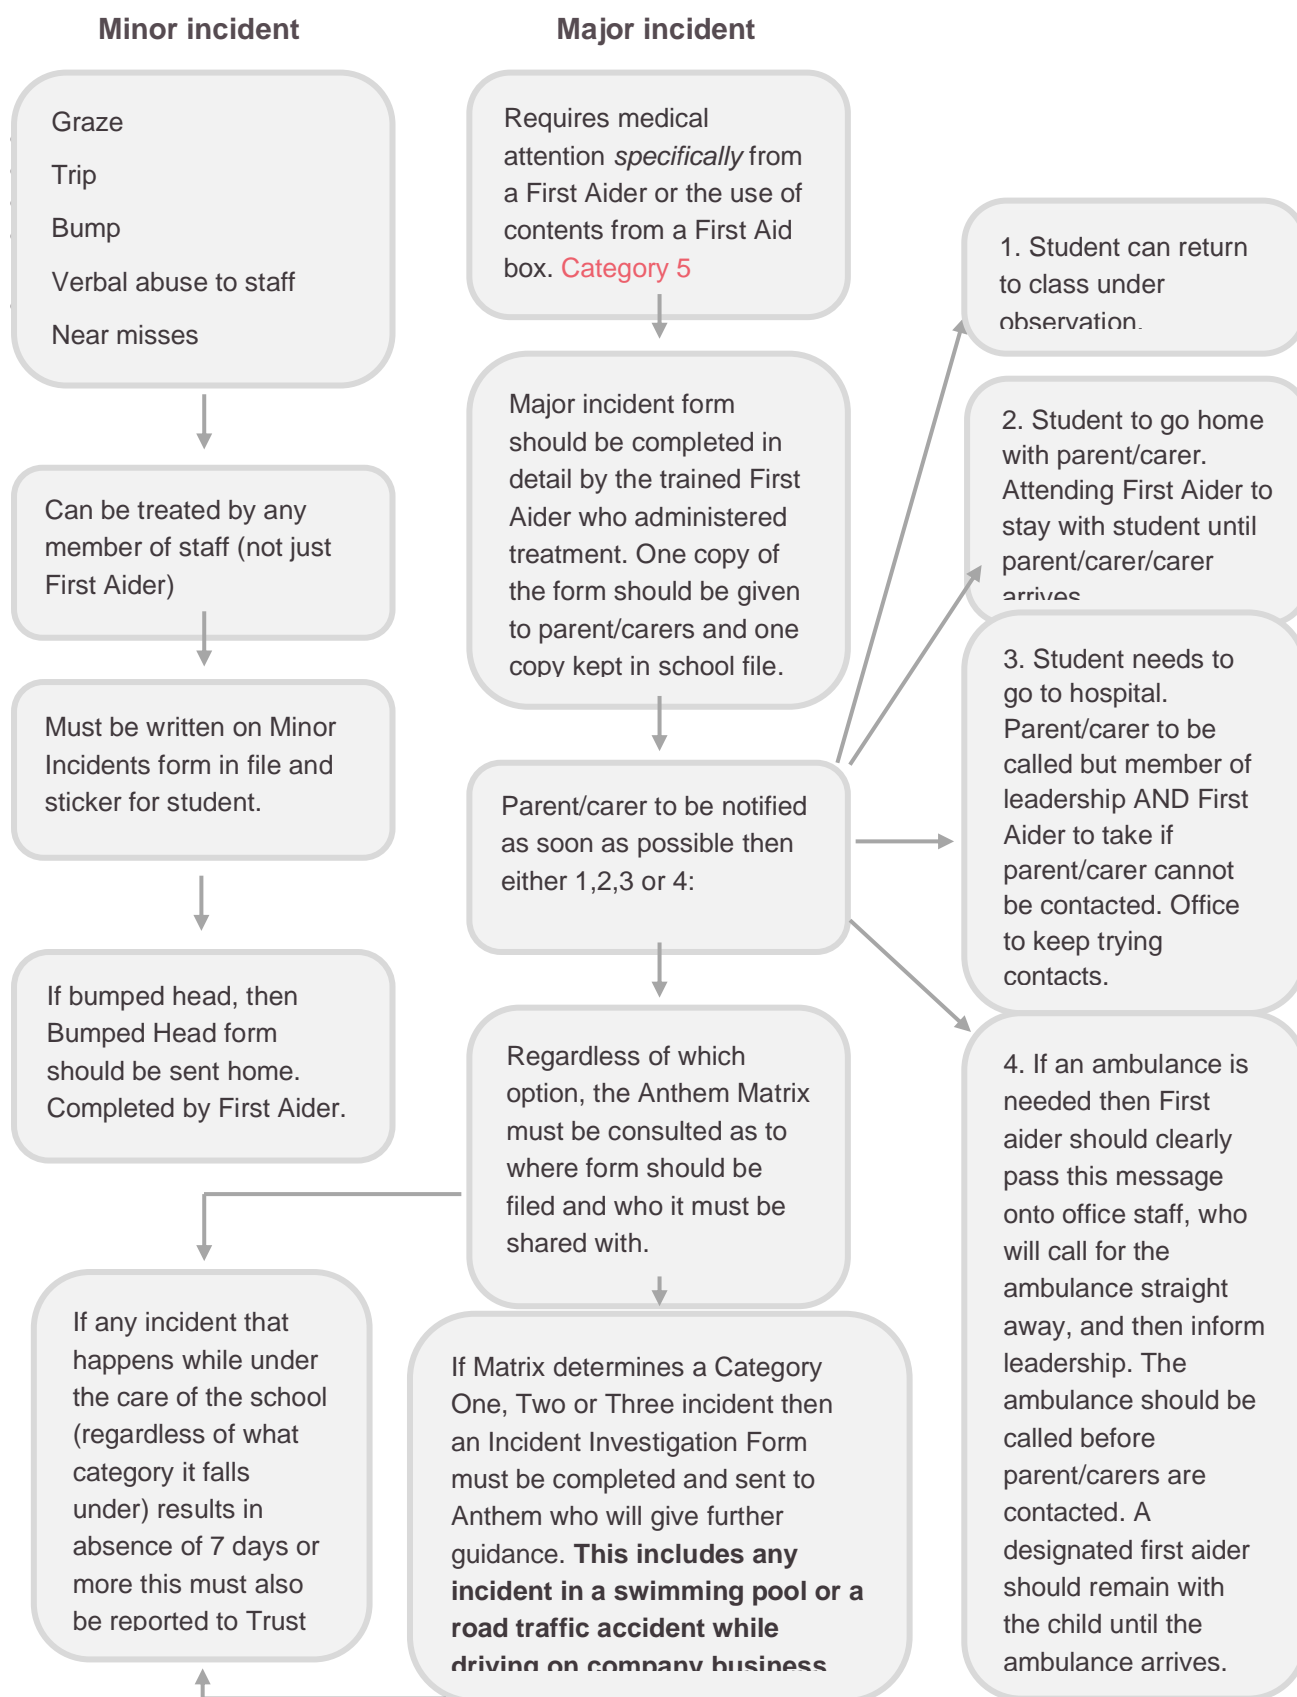 Minor incident
Graze
Trip
Bump
Verbal abuse to staff
Near misses
Can be treated by any
member of staff (not just
First Aider)
Must be written on Minor
Incidents form in file and
sticker for student.
If bumped head, then
Bumped Head form
should be sent home.
Completed by First Aider.
If any incident that
happens while under
the care of the school
(regardless of what
category it falls
under) results in
absence of 7 days or
more this must also
be reported to Trust
Major incident
Requires medical
attention specifically from
a First Aider or the use of
contents from a First Aid
box. Category 5
Major incident form
should be completed in
detail by the trained First
Aider who administered
treatment. One copy of
the form should be given
to parent/carers and one
copy kept in school file.
Parent/carer to be notified
as soon as possible then
either 1,2,3 or 4:
Regardless of which
option, the Anthem Matrix
must be consulted as to
where form should be
filed and who it must be
shared with.
If Matrix determines a Category
One, Two or Three incident then
an Incident Investigation Form
must be completed and sent to
Anthem who will give further
guidance. This includes any
incident in a swimming pool or a
road traffic accident while
driving on company business
1. Student can return
to class under
observation.
2. Student to go home
with parent/carer.
Attending First Aider to
stay with student until
parent/carer/carer
arrives
3. Student needs to
go to hospital.
Parent/carer to be
called but member of
leadership AND First
Aider to take if
parent/carer cannot
be contacted. Office
to keep trying
contacts.
4. If an ambulance is
needed then First
aider should clearly
pass this message
onto office staff, who
will call for the
ambulance straight
away, and then inform
leadership. The
ambulance should be
called before
parent/carers are
contacted. A
designated first aider
should remain with
the child until the
ambulance arrives.